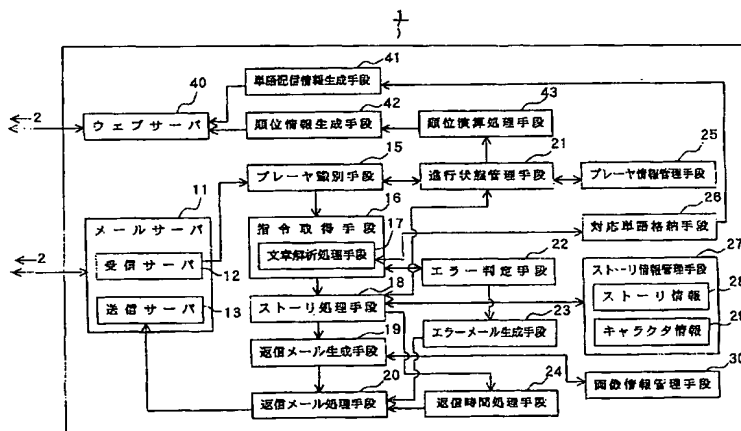 1
41
単語配信情報生成手段
40
42
43
2
ウェブサーバ
順位情報生成手段
順位演算処理手段
15
21
25
プレーヤ識別手段
進行状態管理手段
プレーヤ情報管理手段
11
16
26
メールサーバ
指令取得手段
対応単語格納手段
17
27
2
受信サーバ
12
文章解析処理手段
22
エラー判定手段
ストーリ情報管理手段
28
ストーリ情報
18
送信サーバ
13
ストーリ処理手段
23
29
19
エラーメール生成手段
キャラクタ情報
返信メール生成手段
30
20
24
画像情報管理手段
返信メール処理手段
返信時間処理手段